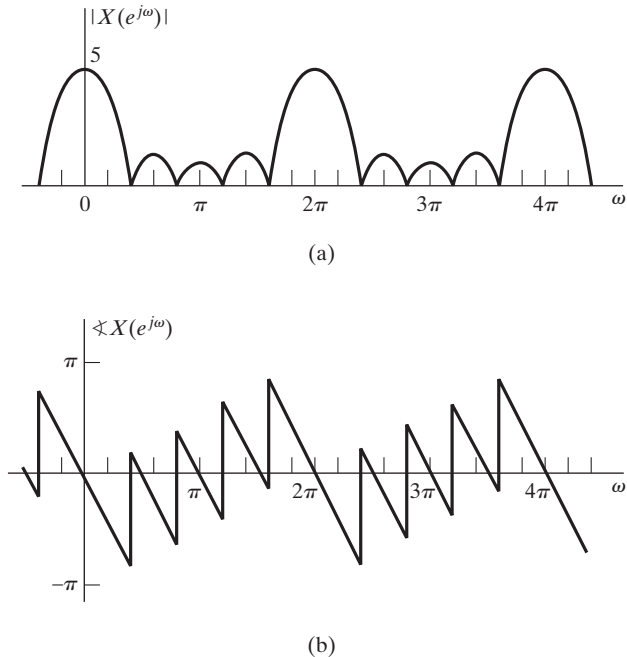 |X(e^{jω})|
5
0 π 2π 3π 4π ω
(a)
∢X(e^{jω})
π
π 2π 3π 4π ω
−π
(b)